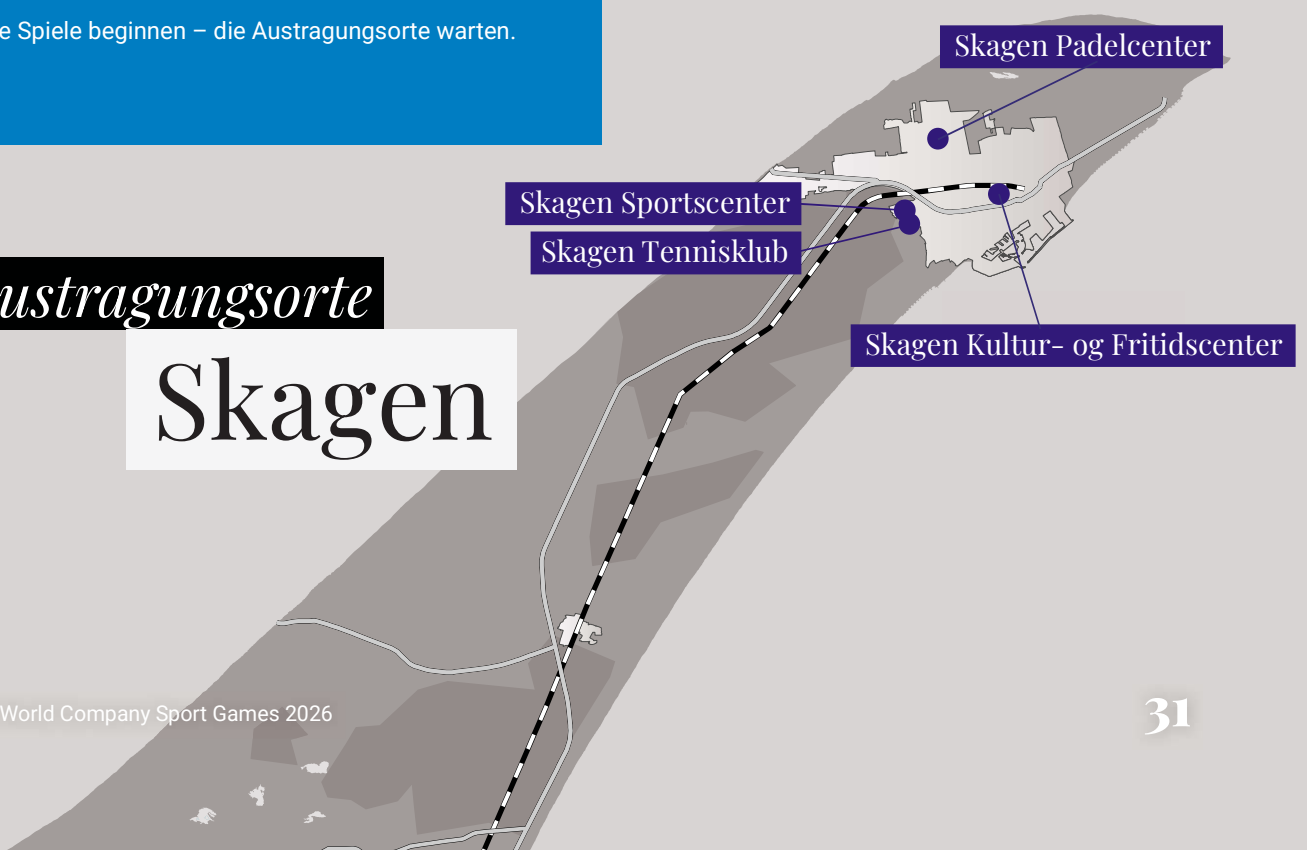 e Spiele beginnen – die Austragungsorte warten.
Skagen Padelcenter
Skagen Sportscenter
Skagen Tennisklub
ustragungsorte
Skagen
Skagen Kultur- og Fritidscenter
World Company Sport Games 2026
31